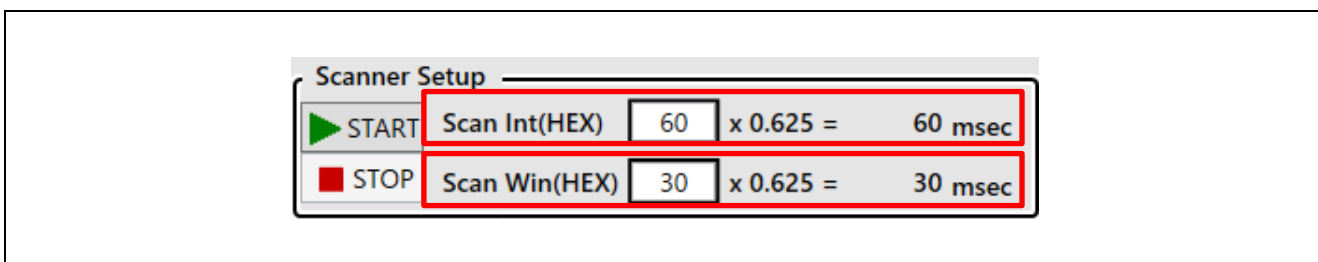 Scanner Setup
START Scan Int(HEX) 60 x 0.625 = 60 msec
STOP Scan Win(HEX) 30 x 0.625 = 30 msec